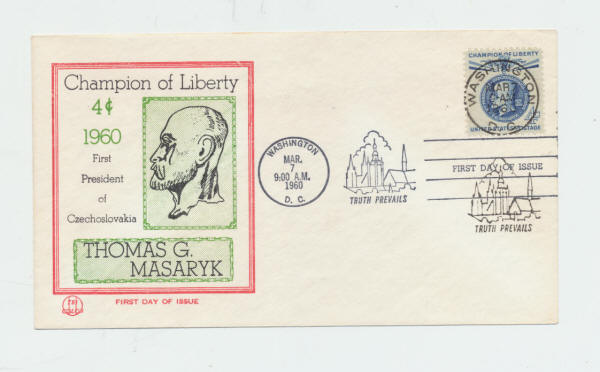 Champion of Liberty
4¢
1960
First
President
of
Czechoslovakia
THOMAS G.
MASARYK
FIRST DAY OF ISSUE
WASHINGTON
MAR.
7
9:00 A.M.
1960
D. C.
TRUTH PREVAILS
CHAMPION OF LIBERTY
WASHINGTON
MAR
UNITED STATES POSTAGE
FIRST DAY OF ISSUE
TRUTH PREVAILS